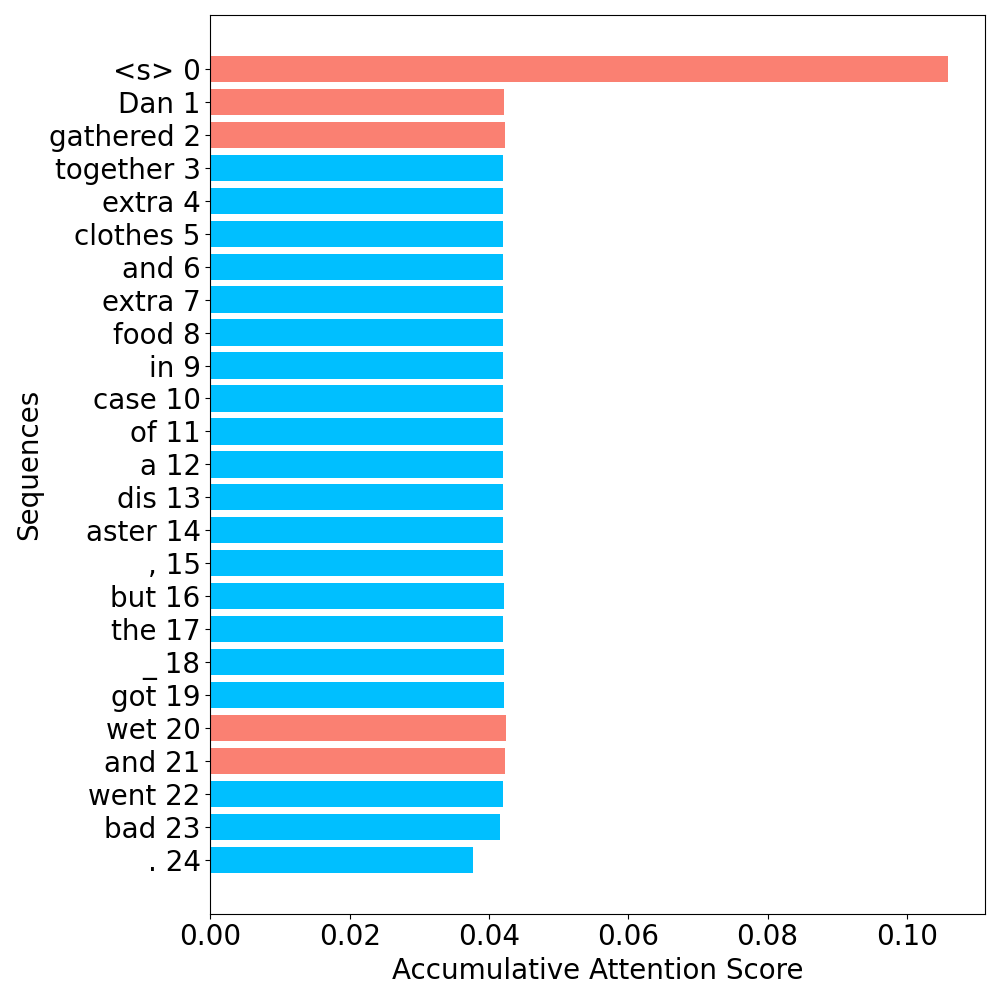 <s> 0
Dan 1
gathered 2
together 3
extra 4
clothes 5
and 6
extra 7
food 8
in 9
case 10
of 11
a 12
dis 13
aster 14
, 15
but 16
the 17
_ 18
got 19
wet 20
and 21
went 22
bad 23
. 24
Sequences
0.00 0.02 0.04 0.06 0.08 0.10
Accumulative Attention Score